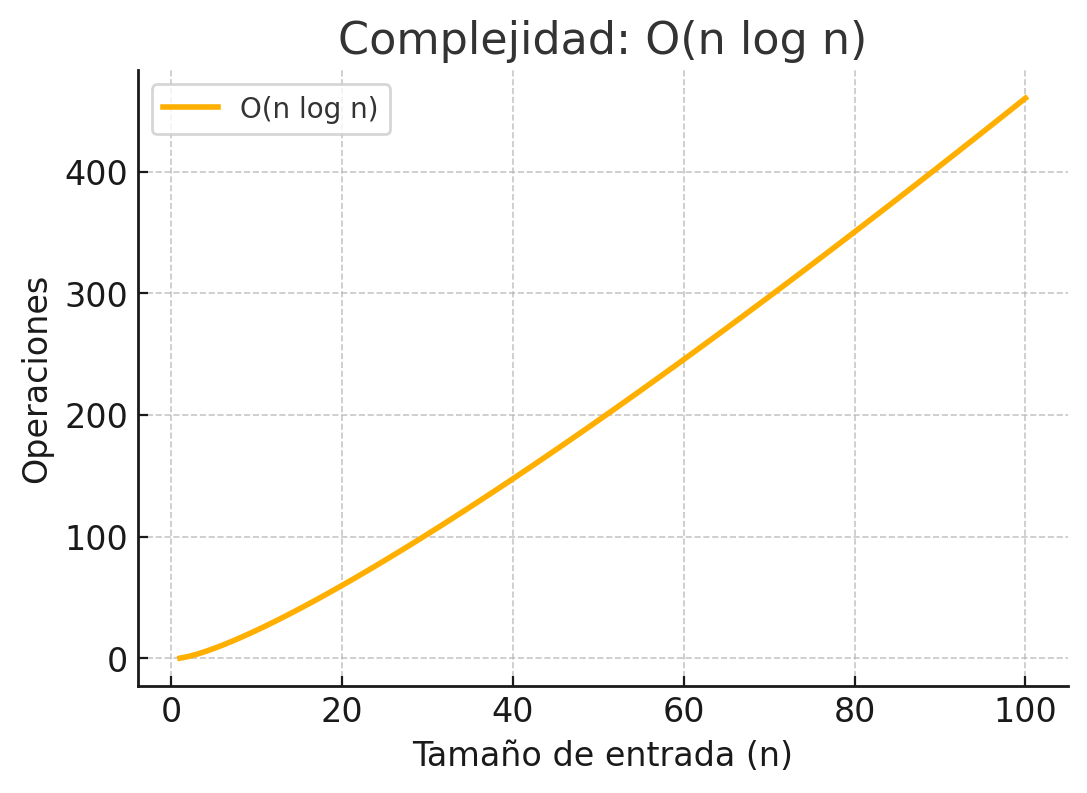 Complejidad: O(n log n)
O(n log n)
400
300
200
100
0
Operaciones
0 20 40 60 80 100
Tamaño de entrada (n)